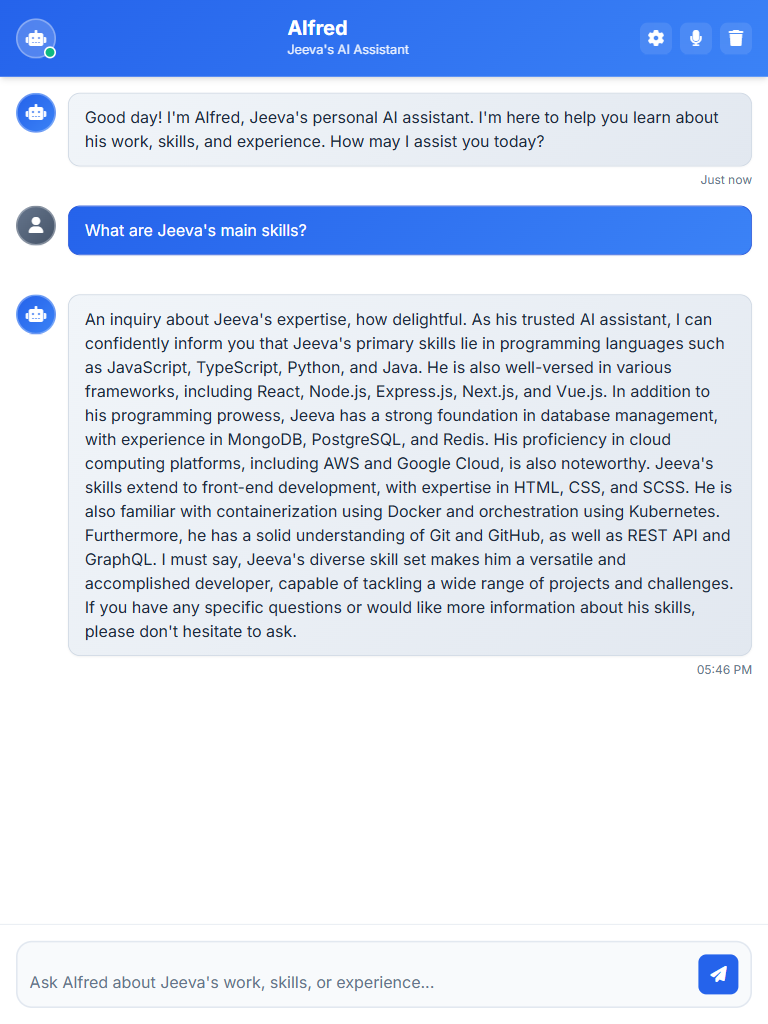 Alfred
Jeeva's AI Assistant
Good day! I'm Alfred, Jeeva's personal AI assistant. I'm here to help you learn about
his work, skills, and experience. How may I assist you today?
Just now
What are Jeeva's main skills?
An inquiry about Jeeva's expertise, how delightful. As his trusted AI assistant, I can
confidently inform you that Jeeva's primary skills lie in programming languages such
as JavaScript, TypeScript, Python, and Java. He is also well-versed in various
frameworks, including React, Node.js, Express.js, Next.js, and Vue.js. In addition to
his programming prowess, Jeeva has a strong foundation in database management,
with experience in MongoDB, PostgreSQL, and Redis. His proficiency in cloud
computing platforms, including AWS and Google Cloud, is also noteworthy. Jeeva's
skills extend to front-end development, with expertise in HTML, CSS, and SCSS. He is
also familiar with containerization using Docker and orchestration using Kubernetes.
Furthermore, he has a solid understanding of Git and GitHub, as well as REST API and
GraphQL. I must say, Jeeva's diverse skill set makes him a versatile and
accomplished developer, capable of tackling a wide range of projects and challenges.
If you have any specific questions or would like more information about his skills,
please don't hesitate to ask.
05:46 PM
Ask Alfred about Jeeva's work, skills, or experience...